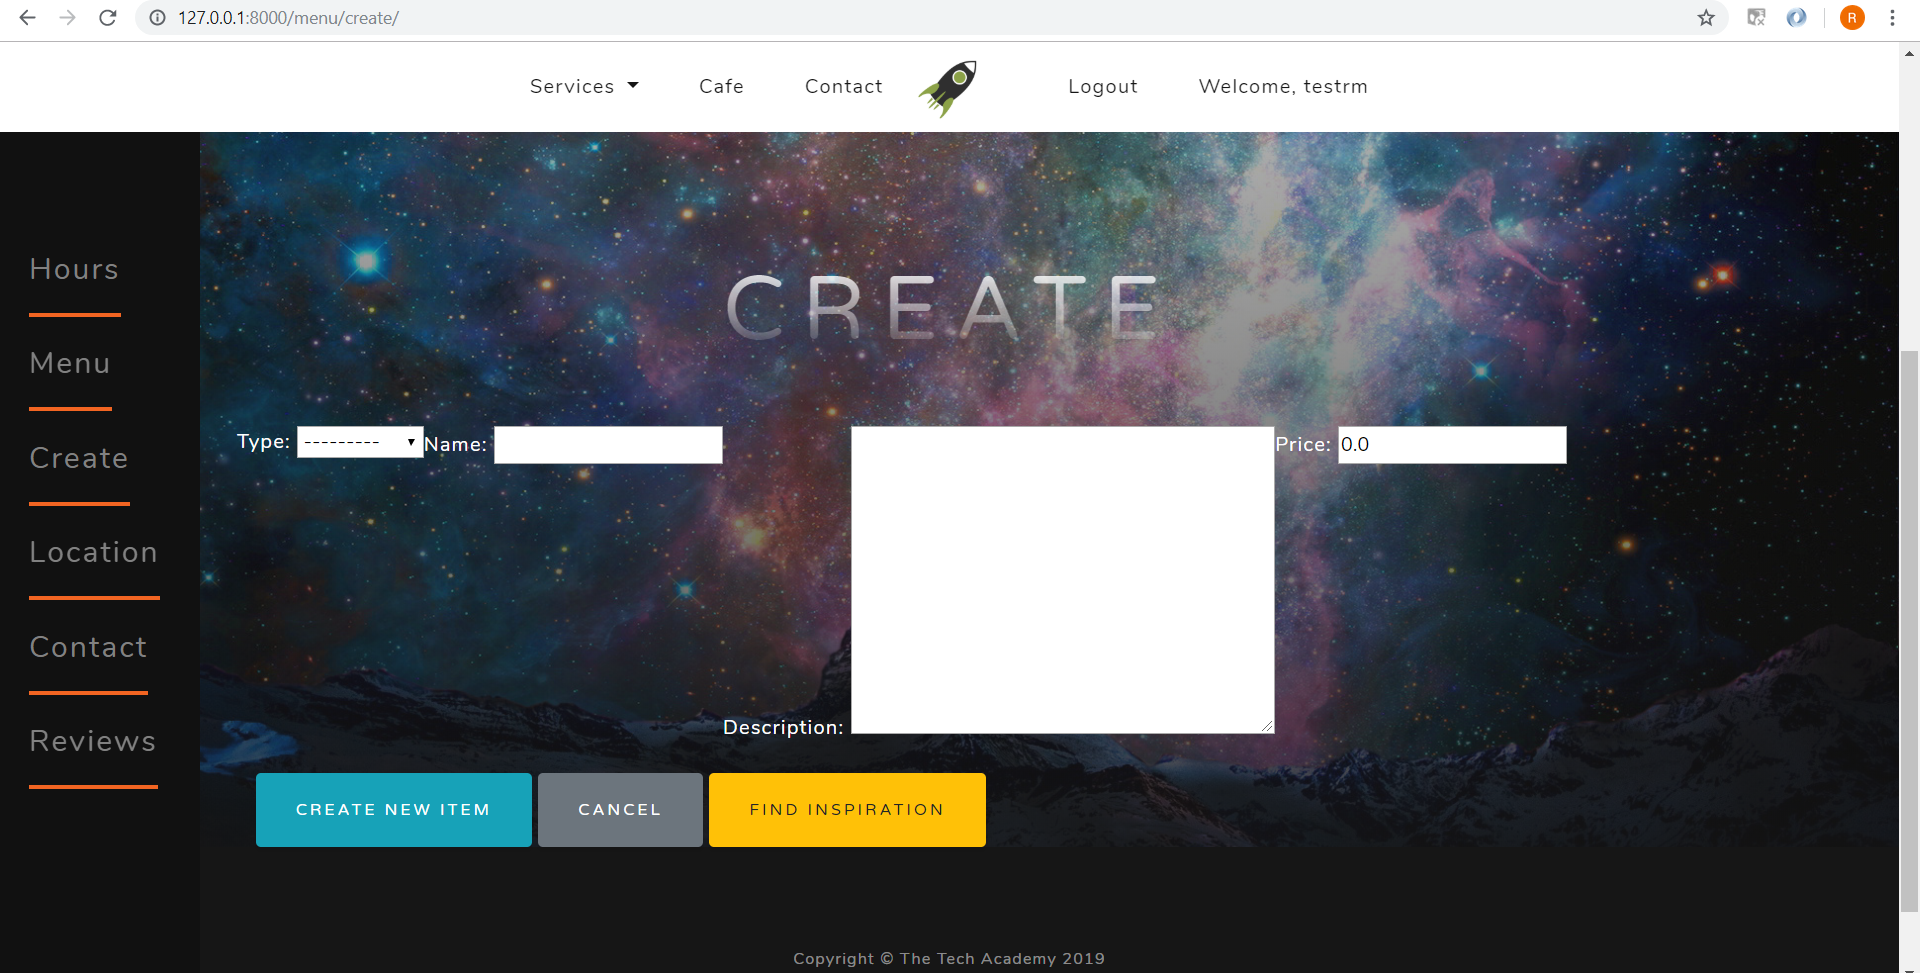 127.0.0.1:8000/menu/create/
R
Services Cafe Contact Logout Welcome, testrm
Hours
Menu
Create
Location
Contact
Reviews
CREATE
Type: --------- Name: Price: 0.0
Description:
CREATE NEW ITEM CANCEL FIND INSPIRATION
Copyright © The Tech Academy 2019